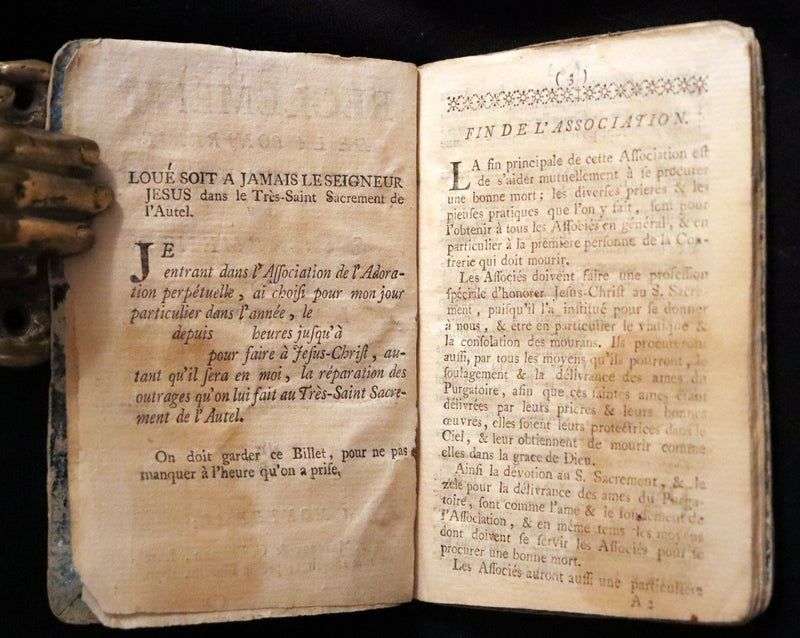 LOUÉ SOIT A JAMAIS LE SEIGNEUR
JESUS dans le Très-Saint Sacrement de
l'Autel.
JE
entrant dans l'Association de l'Adora-
tion perpétuelle, ai choisi pour mon jour
particulier dans l'année, le
depuis heures jusqu'à
pour faire à Jesus-Christ, au-
tant qu'il sera en moi, la réparation des
outrages qu'on lui fait au Très-Saint Sacre-
ment de l'Autel.
On doit garder ce Billet, pour ne pas
manquer à l'heure qu'on a prise.
(3)
FIN DE L'ASSOCIATION.
LA fin principale de cette Association est
de s'aider mutuellement à se procurer
une bonne mort; les diverses prieres & les
pieuses pratiques que l'on y fait, sont pour
l'obtenir à tous les Associés en général, & en
particulier à la premiere personne de la Con-
frerie qui doit mourir.
Les Associés doivent faire une profession
spéciale d'honorer Jesus-Christ au S. Sacre-
ment, puisqu'il l'a institué pour se donner
à nous, & être en particulier le viatique &
la consolation des mourans. Ils procureront
aussi, par tous les moyens qu'ils pourront, le
soulagement & la délivrance des ames du
Purgatoire, afin que ces saintes ames étant
délivrées par leurs prieres & leurs bonnes
œuvres, elles soient leurs protectrices dans le
Ciel, & leur obtiennent de mourir comme
elles dans la grace de Dieu.
Ainsi la dévotion au S. Sacrement, & le
zèle pour la délivrance des ames du Purga-
toire, sont comme l'ame & le fondement de
l'Association, & en même tems les moyens
dont doivent se servir les Associés pour se
procurer une bonne mort.
Les Associés auront aussi une particuliere
A 2